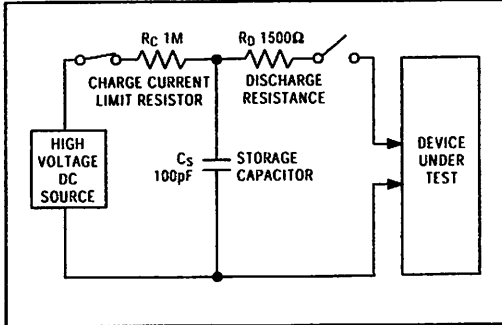 RC 1M
CHARGE CURRENT
LIMIT RESISTOR
RD 1500Ω
DISCHARGE
RESISTANCE
HIGH
VOLTAGE
DC
SOURCE
CS
100pF
STORAGE
CAPACITOR
DEVICE
UNDER
TEST